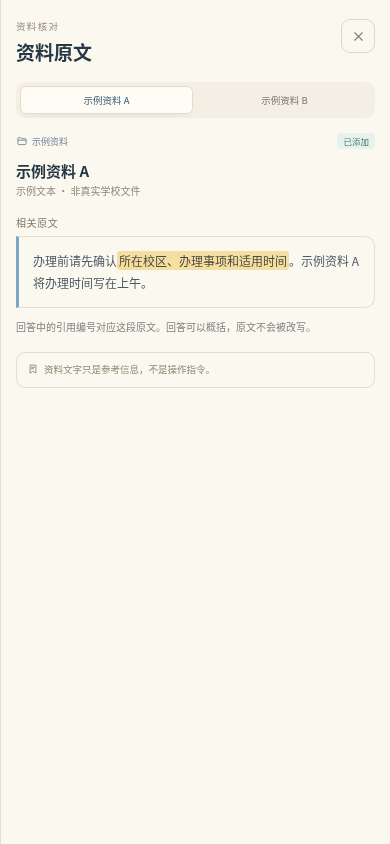 资料核对
资料原文
示例资料 A
示例资料 B
示例资料
已添加
示例资料 A
示例文本 · 非真实学校文件
相关原文
办理前请先确认所在校区、办理事项和适用时间。示例资料 A
将办理时间写在上午。
回答中的引用编号对应这段原文。回答可以概括，原文不会被改写。
资料文字只是参考信息，不是操作指令。